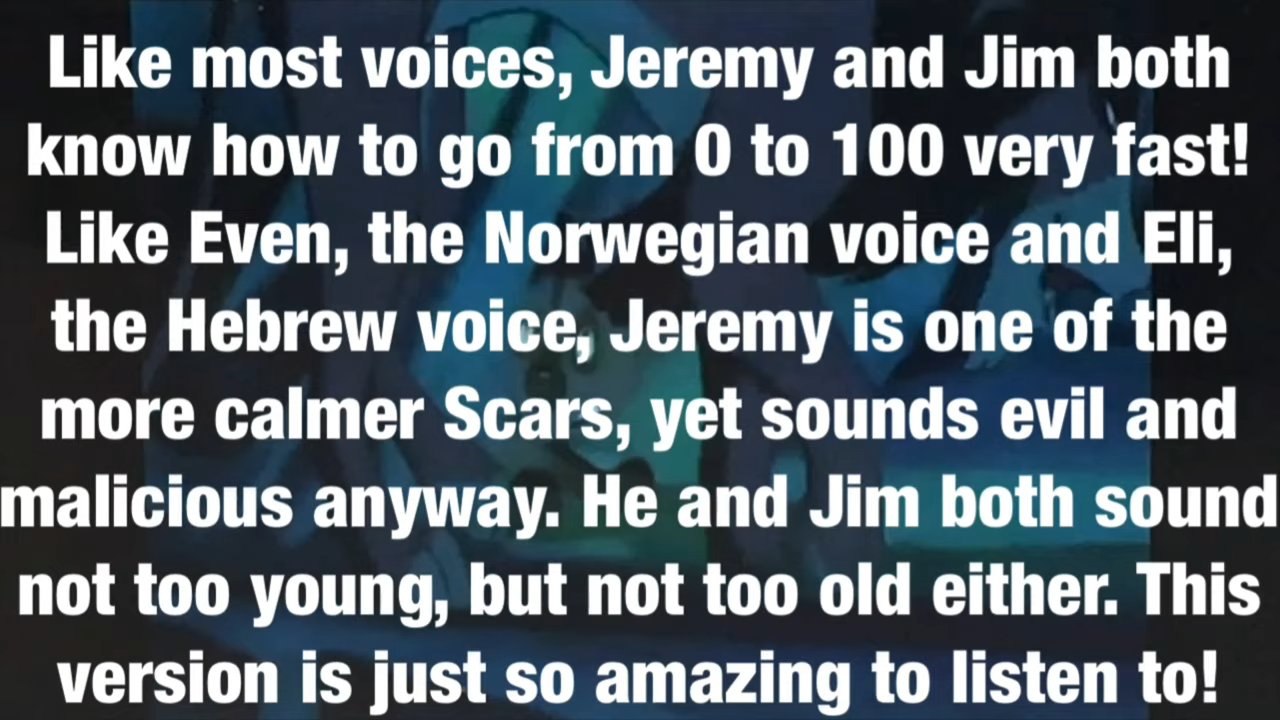 Like most voices, Jeremy and Jim both
know how to go from 0 to 100 very fast!
Like Even, the Norwegian voice and Eli,
the Hebrew voice, Jeremy is one of the
more calmer Scars, yet sounds evil and
malicious anyway. He and Jim both sound
not too young, but not too old either. This
version is just so amazing to listen to!